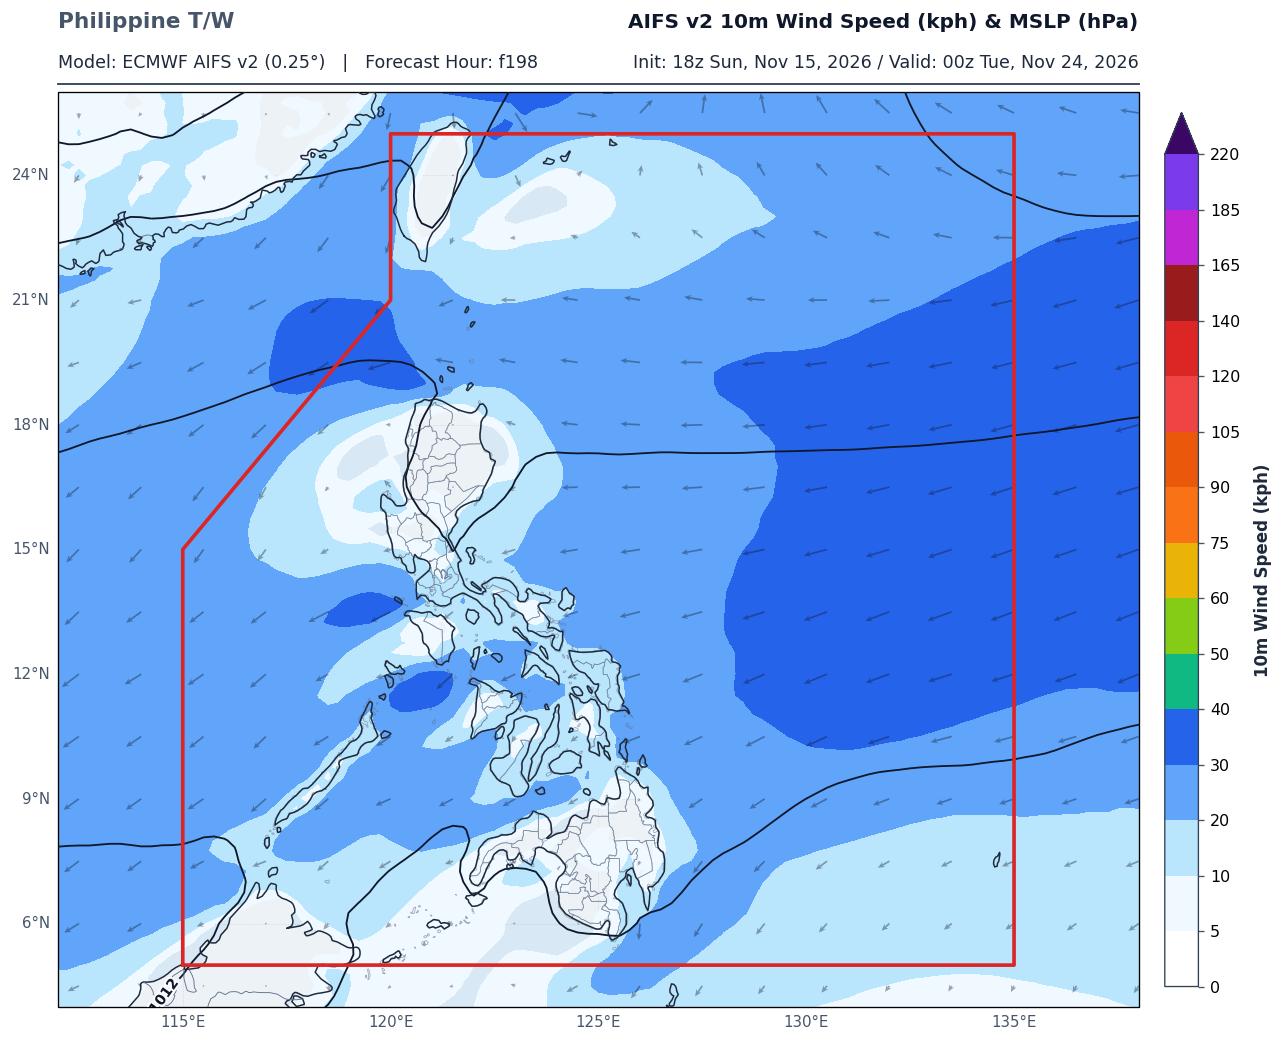 Philippine T/W
AIFS v2 10m Wind Speed (kph) & MSLP (hPa)
Model: ECMWF AIFS v2 (0.25°)   |   Forecast Hour: f198
Init: 18z Sun, Nov 15, 2026 / Valid: 00z Tue, Nov 24, 2026
24°N
21°N
18°N
15°N
12°N
9°N
6°N
1012
115°E
120°E
125°E
130°E
135°E
220
185
165
140
120
105
90
75
60
50
40
30
20
10
5
0
10m Wind Speed (kph)